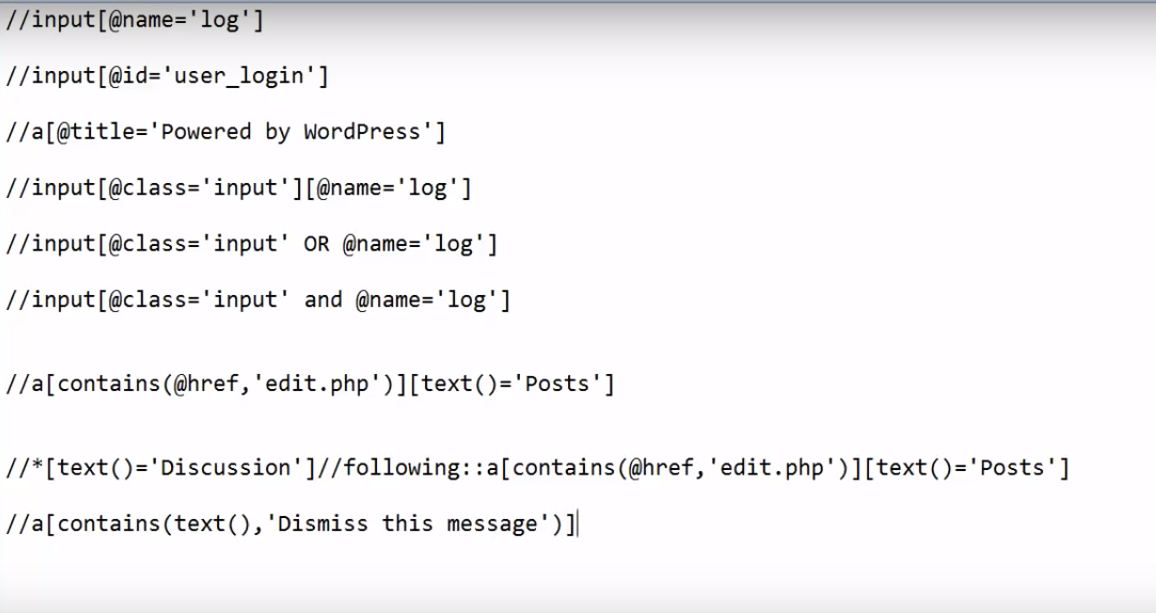 //input[@name='log']
//input[@id='user_login']
//a[@title='Powered by WordPress']
//input[@class='input'][@name='log']
//input[@class='input' OR @name='log']
//input[@class='input' and @name='log']
//a[contains(@href,'edit.php')][text()='Posts']
//*[text()='Discussion']//following::a[contains(@href,'edit.php')][text()='Posts']
//a[contains(text(),'Dismiss this message')]